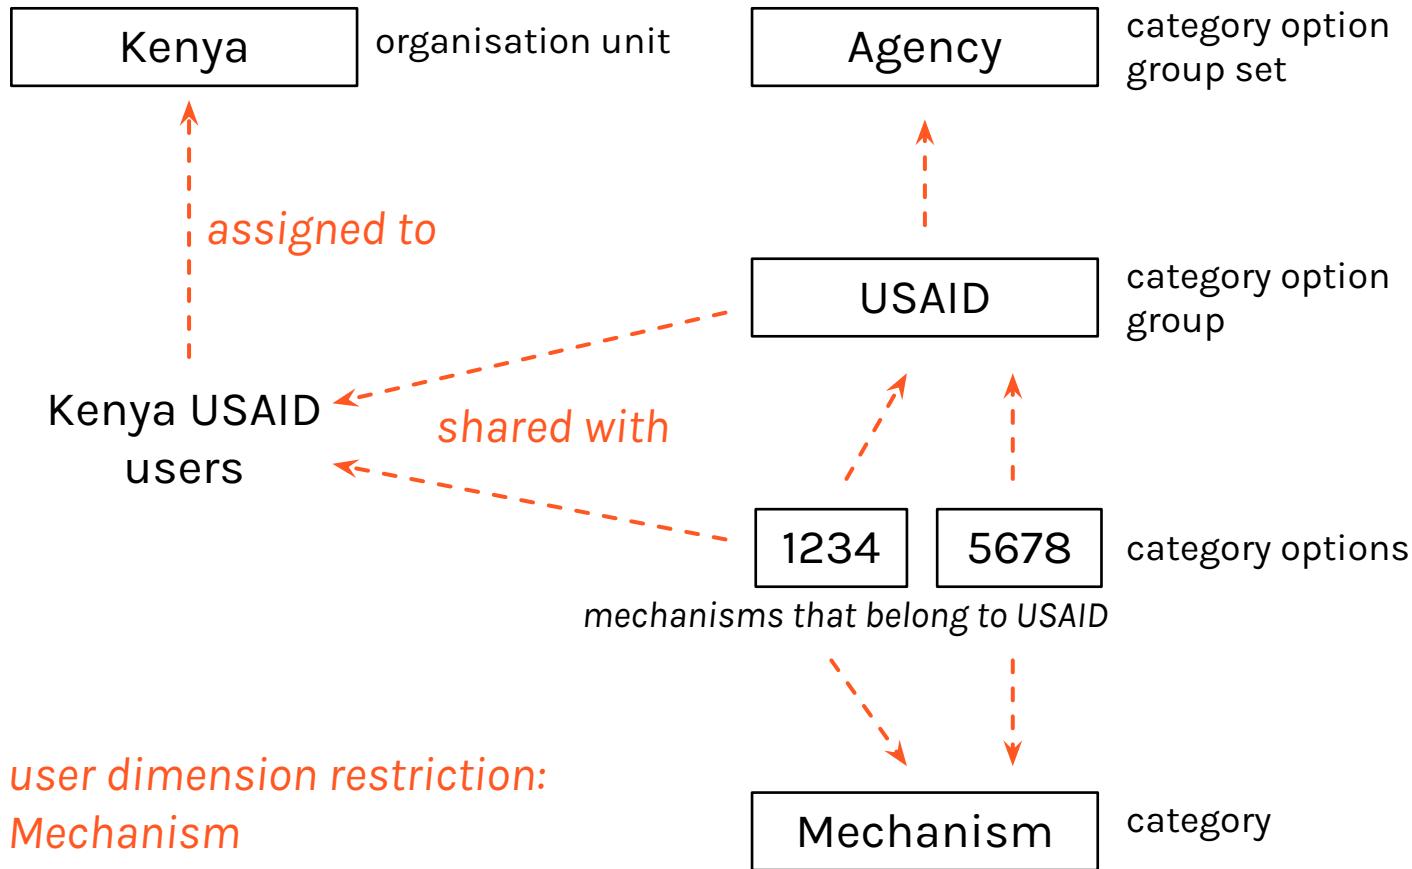 Kenya
organisation unit
Agency
category option
group set
assigned to
USAID
category option
group
Kenya USAID
users
shared with
1234
5678
category options
mechanisms that belong to USAID
user dimension restriction:
Mechanism
Mechanism
category